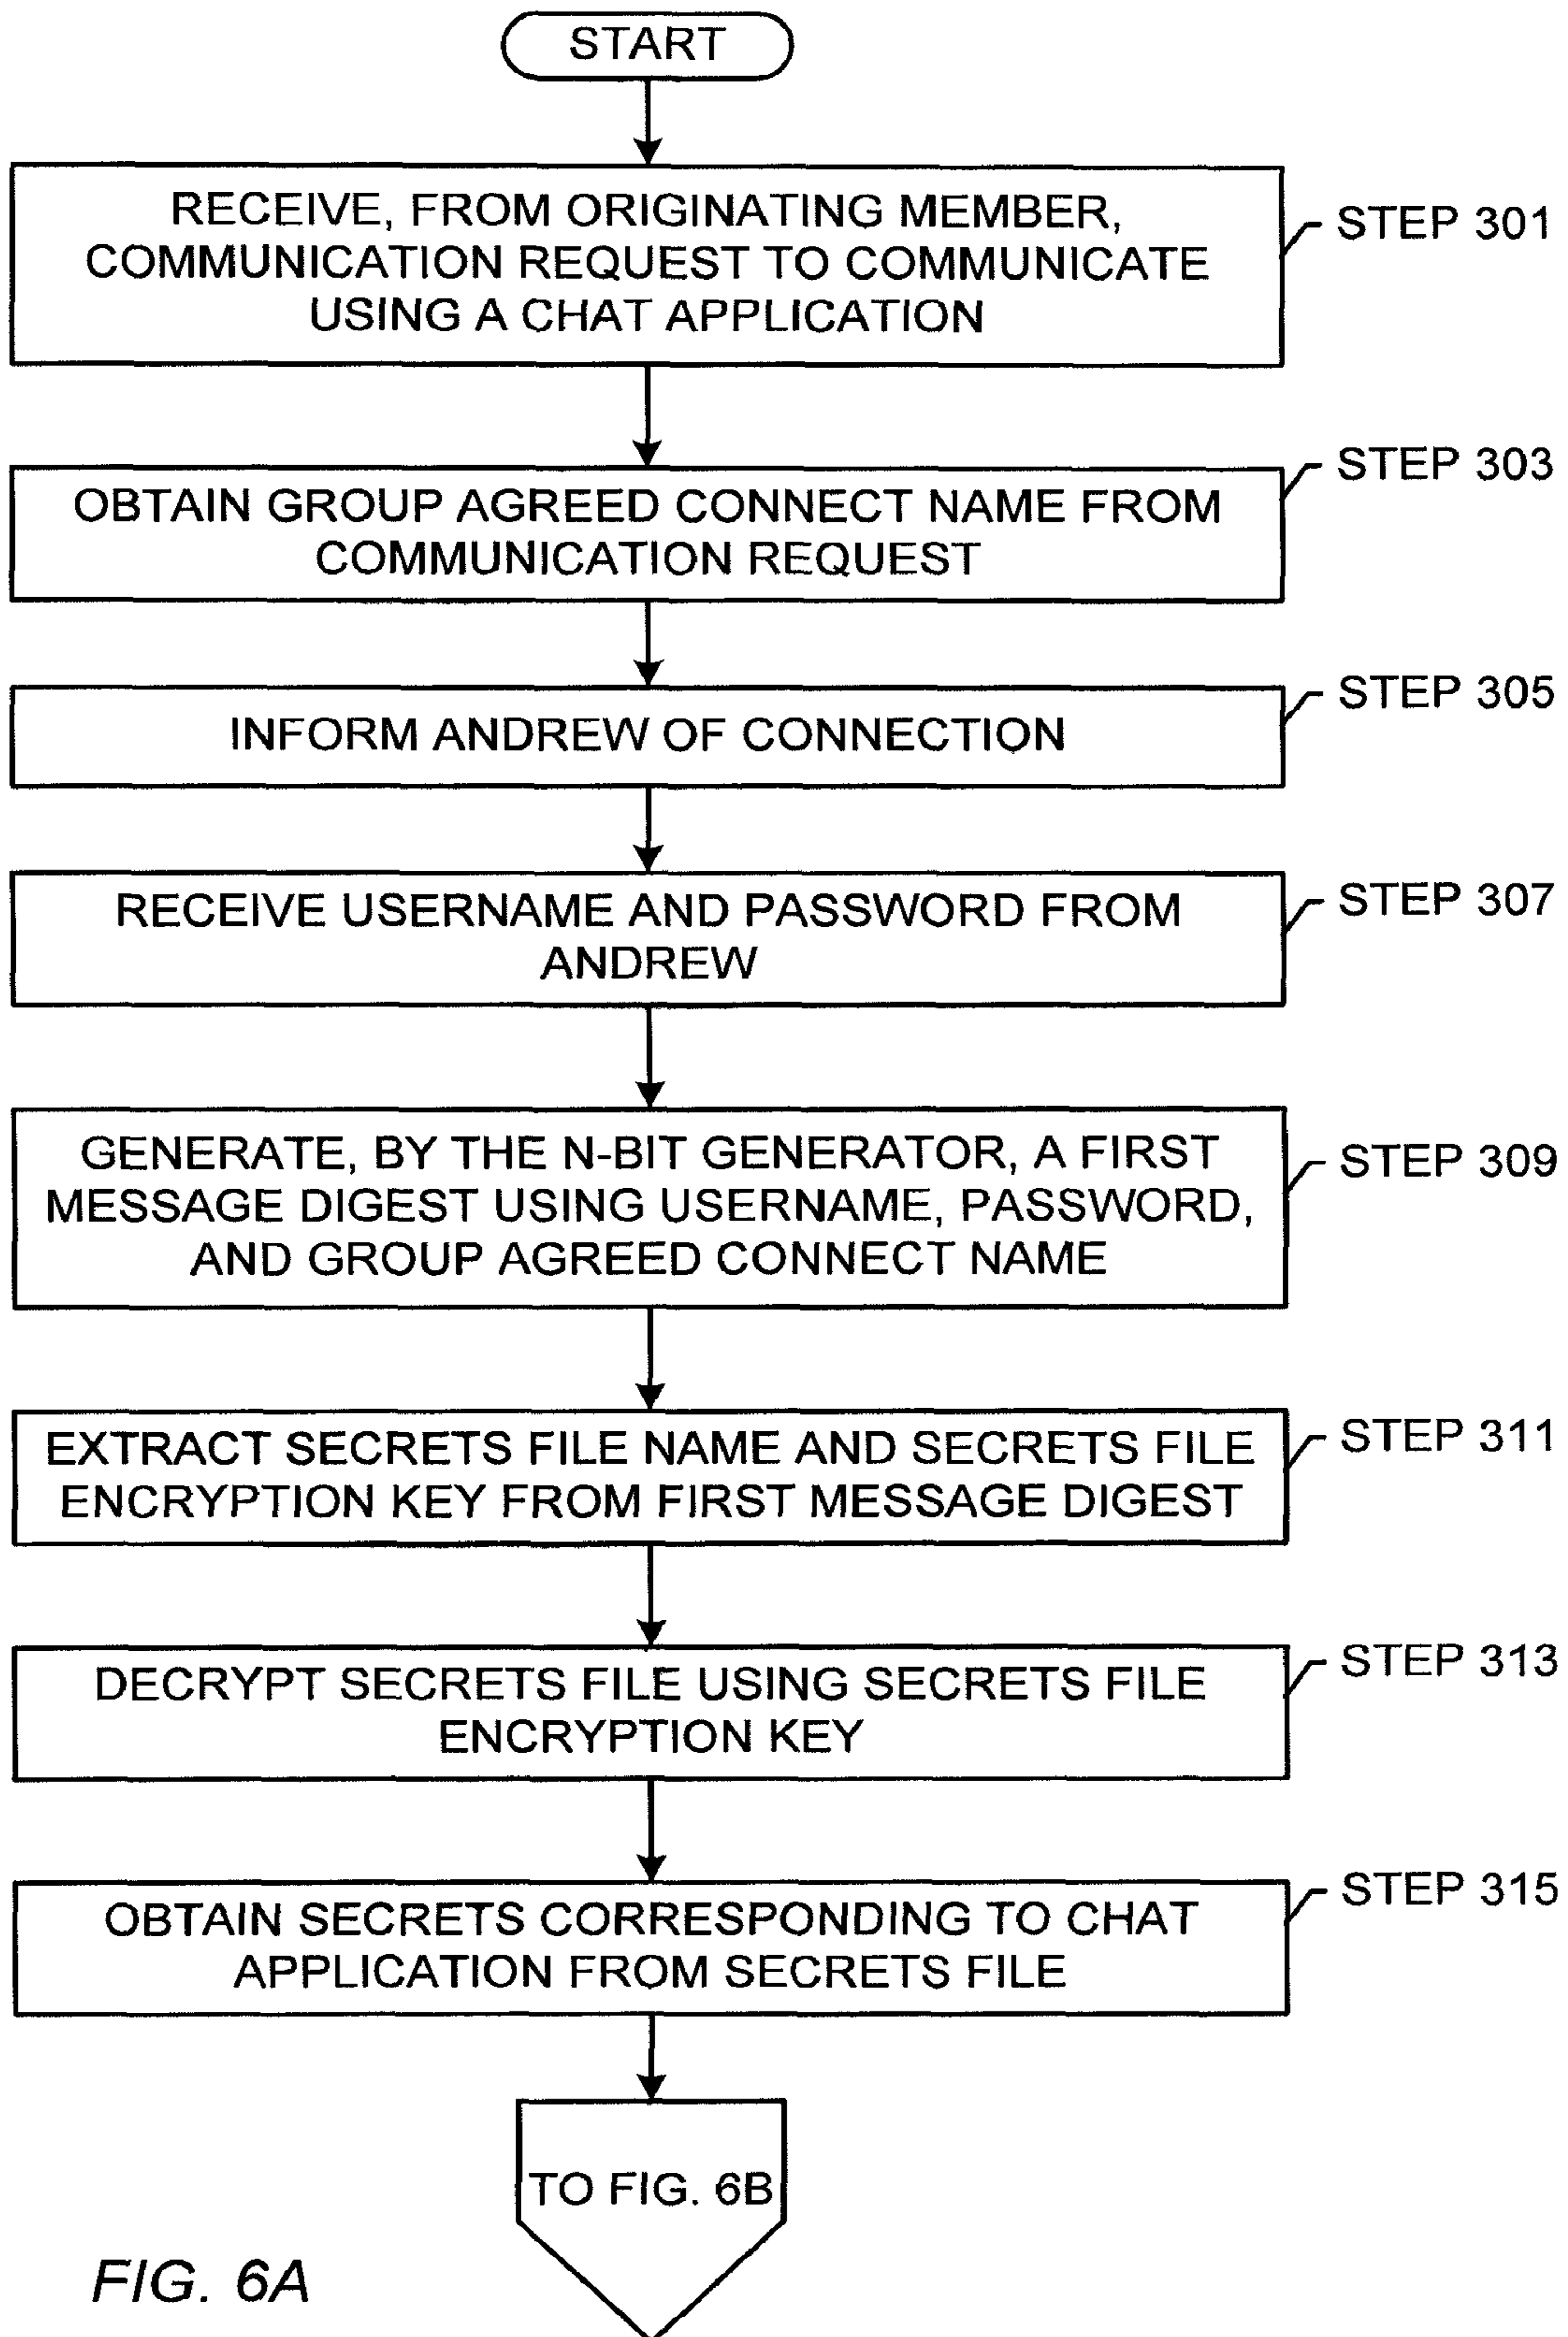 START
RECEIVE, FROM ORIGINATING MEMBER,
COMMUNICATION REQUEST TO COMMUNICATE
USING A CHAT APPLICATION
STEP 301
OBTAIN GROUP AGREED CONNECT NAME FROM
COMMUNICATION REQUEST
STEP 303
INFORM ANDREW OF CONNECTION
STEP 305
RECEIVE USERNAME AND PASSWORD FROM
ANDREW
STEP 307
GENERATE, BY THE N-BIT GENERATOR, A FIRST
MESSAGE DIGEST USING USERNAME, PASSWORD,
AND GROUP AGREED CONNECT NAME
STEP 309
EXTRACT SECRETS FILE NAME AND SECRETS FILE
ENCRYPTION KEY FROM FIRST MESSAGE DIGEST
STEP 311
DECRYPT SECRETS FILE USING SECRETS FILE
ENCRYPTION KEY
STEP 313
OBTAIN SECRETS CORRESPONDING TO CHAT
APPLICATION FROM SECRETS FILE
STEP 315
TO FIG. 6B
FIG. 6A